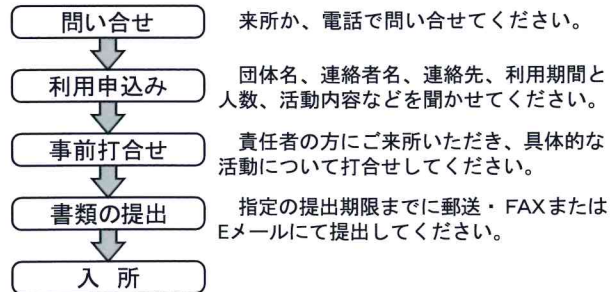 問い合せ
来所か、電話で問い合せてください。
利用申込み
団体名、連絡者名、連絡先、利用期間と
人数、活動内容などを聞かせてください。
事前打合せ
責任者の方にご来所いただき、具体的な
活動について打合せしてください。
書類の提出
指定の提出期限までに郵送・FAXまたは
Eメールにて提出してください。
入 所